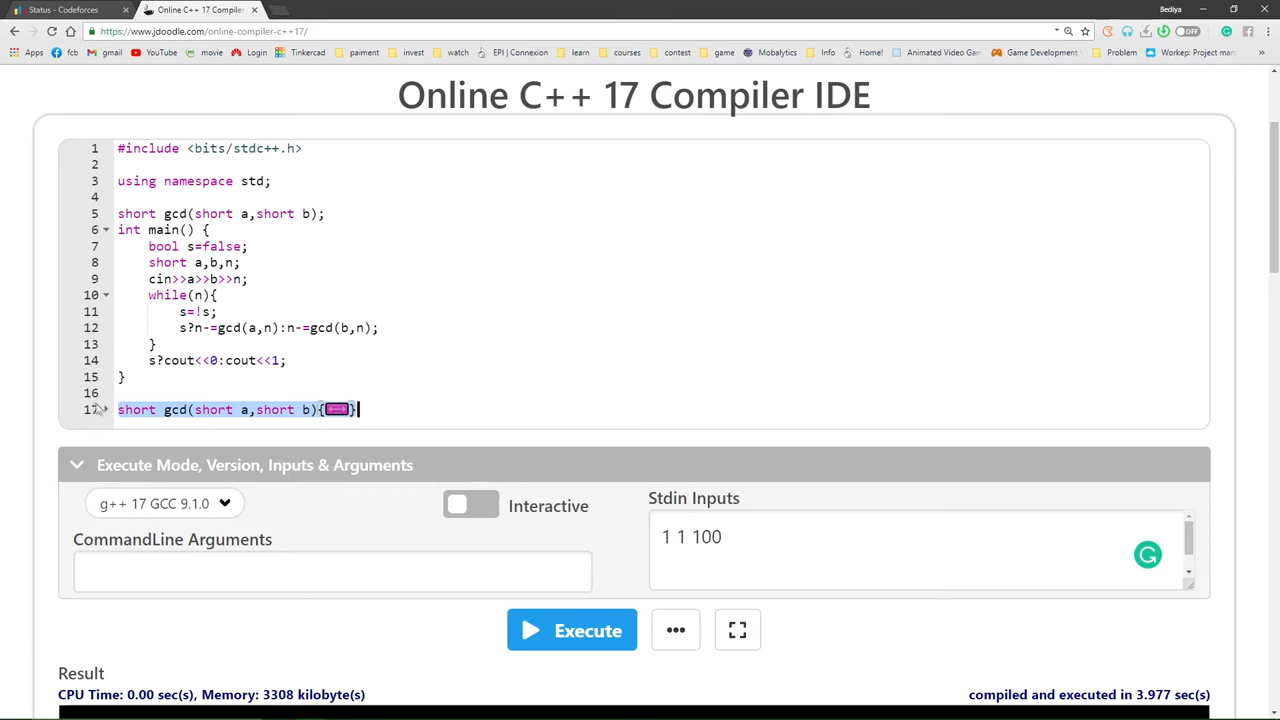 Status - Codeforces
Online C++ 17 Compiler
Bediya
https://www.jdoodle.com/online-compiler-c++17/
OFF
Apps fcb gmail YouTube movie Login Tinkercad paiment invest watch EPI | Connexion learn courses contest game Mobalytics Info Animated Video Gam Game Development Problem Workep: Project man »
Online C++ 17 Compiler IDE
1 #include <bits/stdc++.h>
2
3 using namespace std;
4
5 short gcd(short a,short b);
6 int main() {
7 bool s=false;
8 short a,b,n;
9 cin>>a>>b>>n;
10 while(n){
11 s=!s;
12 s?n-=gcd(a,n):n-=gcd(b,n);
13 }
14 s?cout<<0:cout<<1;
15 }
16
17 short gcd(short a,short b){}
Execute Mode, Version, Inputs & Arguments
g++ 17 GCC 9.1.0
Interactive
Stdin Inputs
CommandLine Arguments
1 1 100
Execute
Result
CPU Time: 0.00 sec(s), Memory: 3308 kilobyte(s)
compiled and executed in 3.977 sec(s)